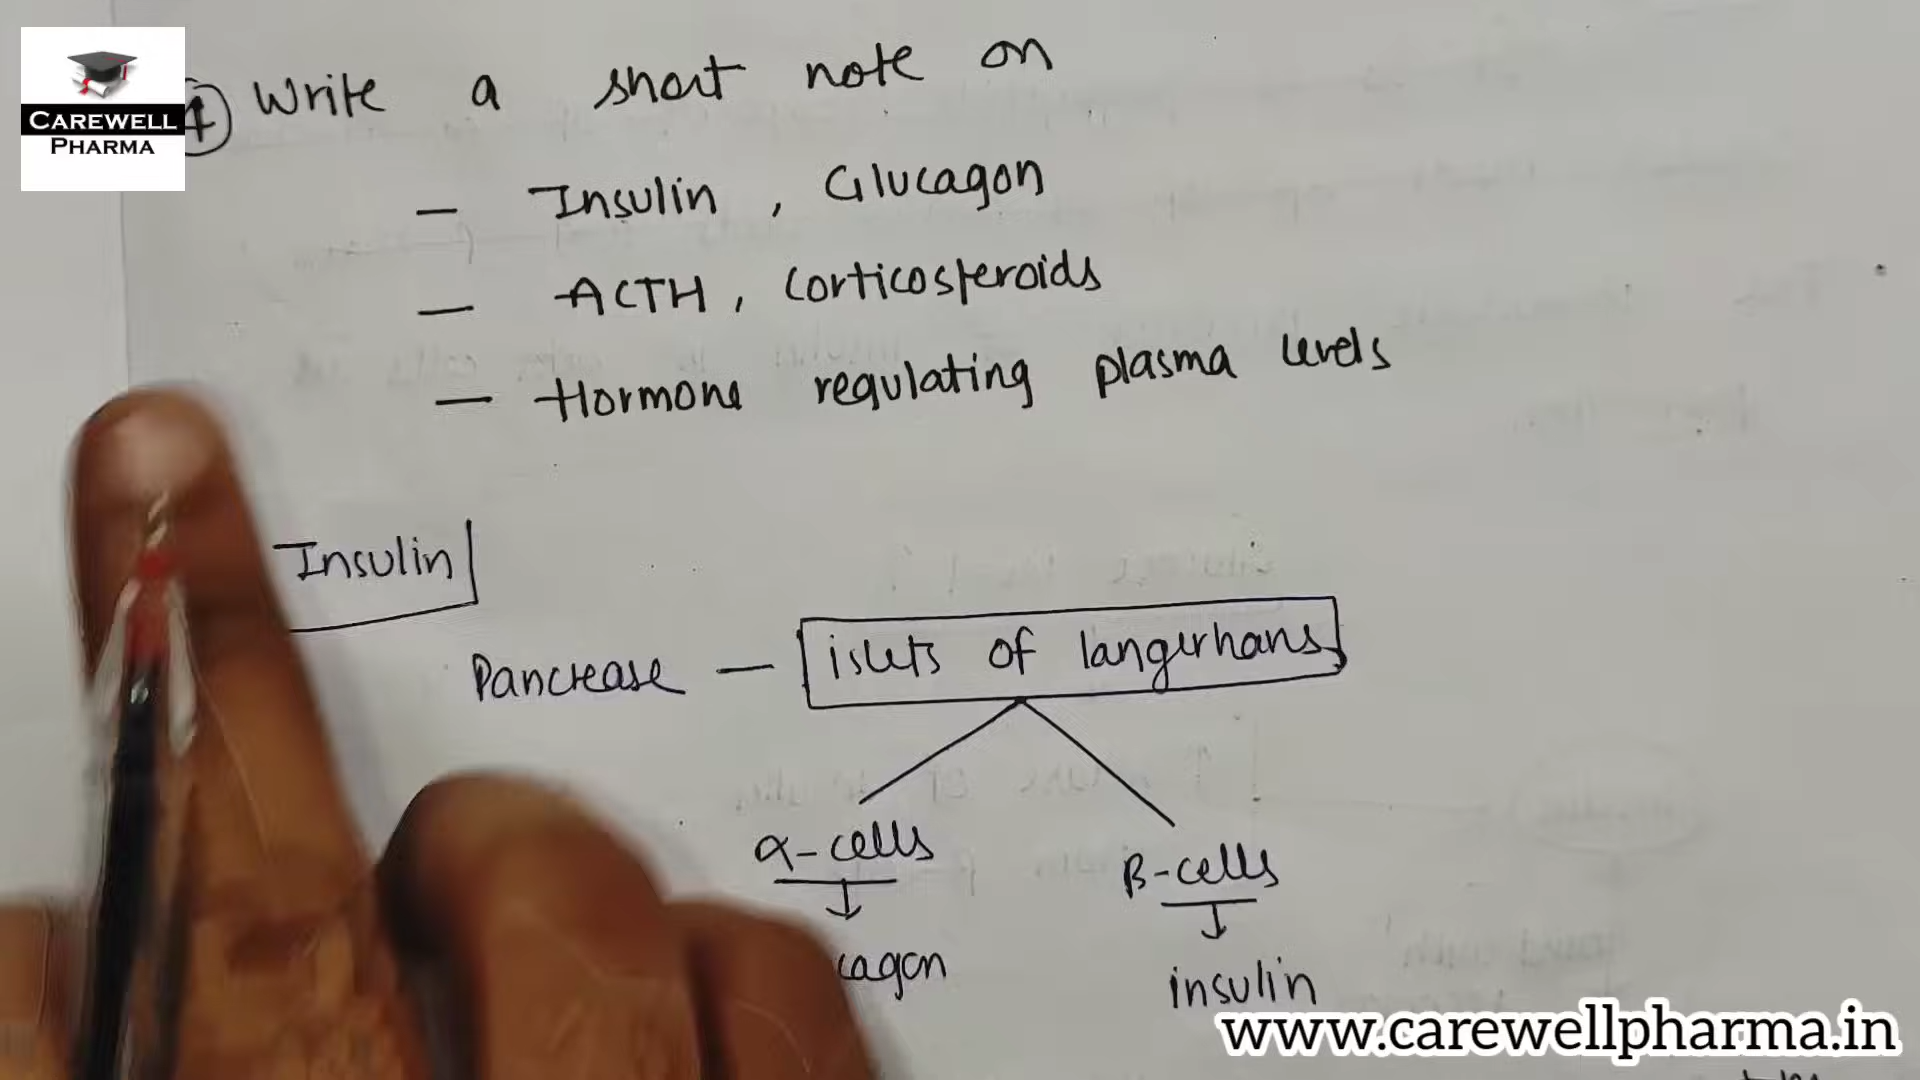 CAREWELL
PHARMA
Write a short note on
— Insulin , Glucagon
— ACTH , Corticosteroids
— Hormone regulating plasma levels
Insulin
Pancrease — islets of langerhans
α-cells β-cells
cagon insulin
www.carewellpharma.in